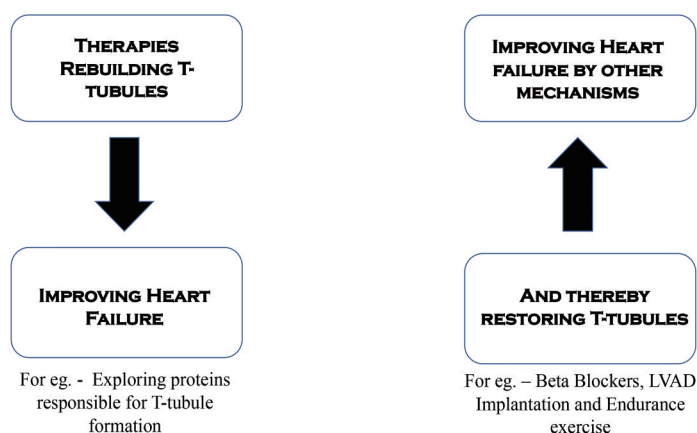 THERAPIES
REBUILDING T-
TUBULES
IMPROVING HEART
FAILURE
For eg. - Exploring proteins
responsible for T-tubule
formation
IMPROVING HEART
FAILURE BY OTHER
MECHANISMS
AND THEREBY
RESTORING T-TUBULES
For eg. – Beta Blockers, LVAD
Implantation and Endurance
exercise